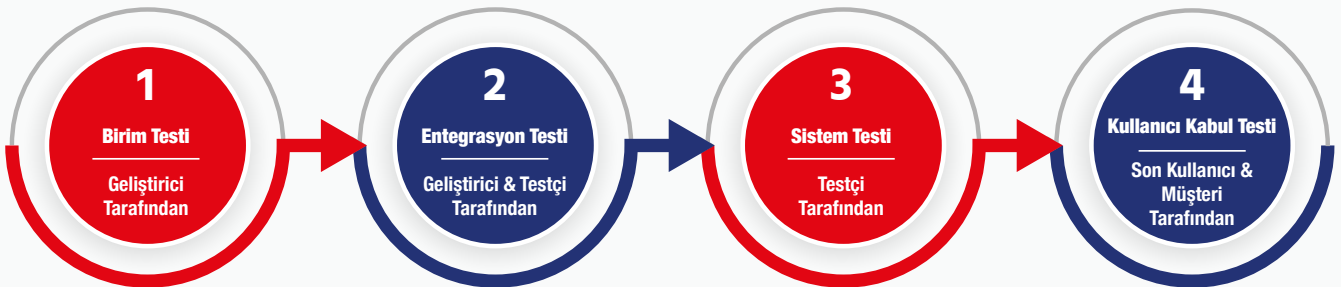 1
Birim Testi
Geliştirici
Tarafından
2
Entegrasyon Testi
Geliştirici & Testçi
Tarafından
3
Sistem Testi
Testçi
Tarafından
4
Kullanıcı Kabul Testi
Son Kullanıcı &
Müşteri
Tarafından